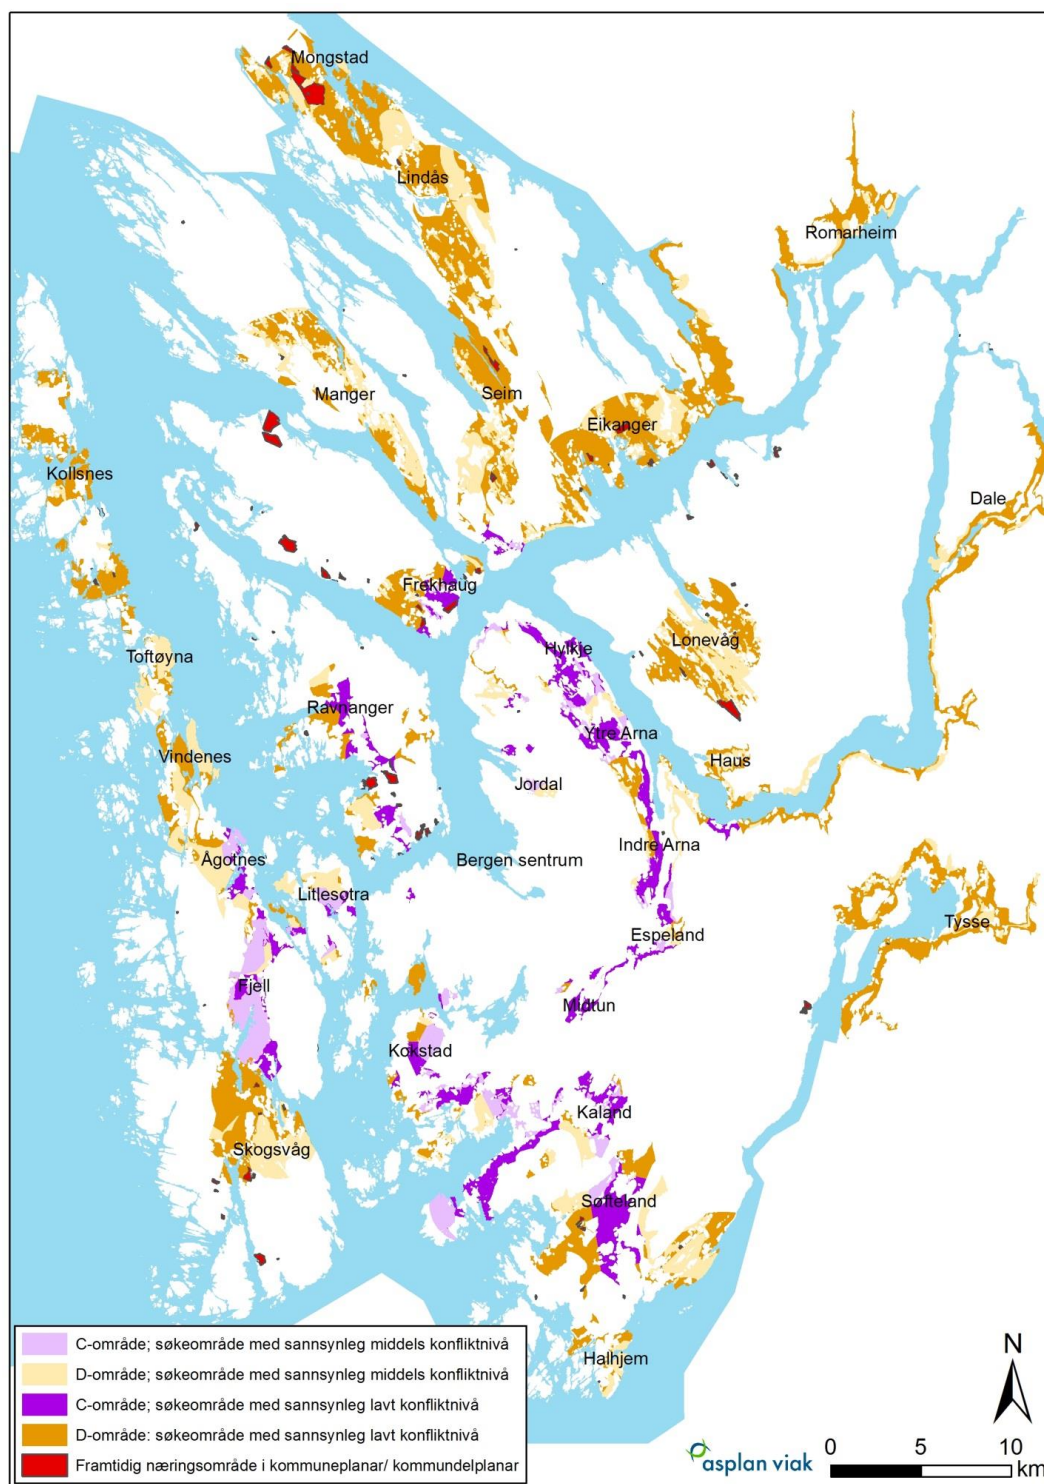 Mongstad
Lindås
Romarheim
Manger
Seim
Eikanger
Kollsnes
Dale
Frekhaug
Hylkje
Lonevåg
Toftøyna
Ravnanger
Ytre Arna
Vindenes
Haus
Jordal
Indre Arna
Ågotnes
Bergen sentrum
Litlesotra
Tysse
Espeland
Fjell
Midtun
Kokstad
Kaland
Skogsvåg
Søfteland
Halhjem
C-område; søkeområde med sannsynleg middels konfliktnivå
D-område; søkeområde med sannsynleg middels konfliktnivå
C-område; søkeområde med sannsynleg lavt konfliktnivå
D-område: søkeområde med sannsynleg lavt konfliktnivå
Framtidig næringsområde i kommuneplanar/ kommundelplanar
N
asplan viak
0 5 10
km